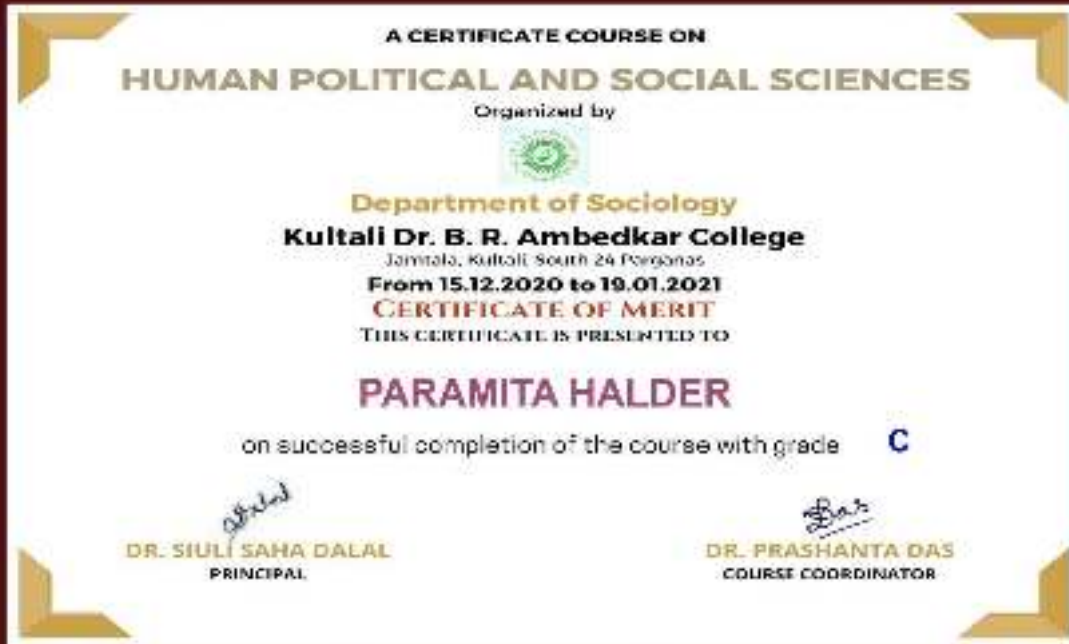 A CERTIFICATE COURSE ON
HUMAN POLITICAL AND SOCIAL SCIENCES
Organized by
Department of Sociology
Kultali Dr. B. R. Ambedkar College
Jamtala, Kultali, South 24 Parganas
From 15.12.2020 to 19.01.2021
CERTIFICATE OF MERIT
THIS CERTIFICATE IS PRESENTED TO
PARAMITA HALDER
on successful completion of the course with grade C
DR. SIULI SAHA DALAL
PRINCIPAL
DR. PRASHANTA DAS
COURSE COORDINATOR